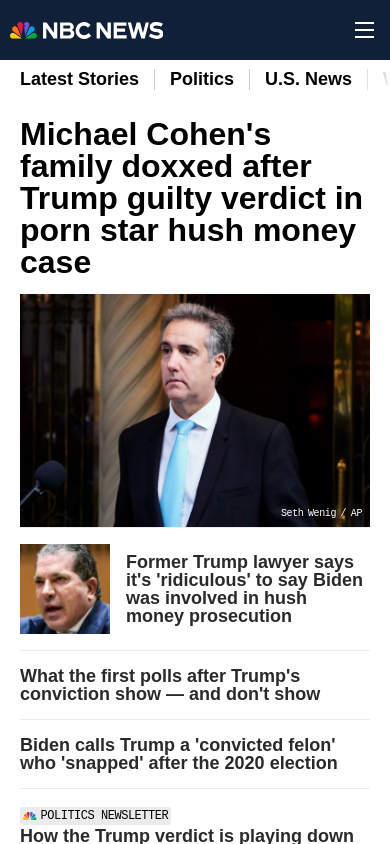 NBC NEWS
Latest Stories
Politics
U.S. News
Michael Cohen's
family doxxed after
Trump guilty verdict in
porn star hush money
case
Seth Wenig / AP
Former Trump lawyer says
it's 'ridiculous' to say Biden
was involved in hush
money prosecution
What the first polls after Trump's
conviction show — and don't show
Biden calls Trump a 'convicted felon'
who 'snapped' after the 2020 election
POLITICS NEWSLETTER
How the Trump verdict is playing down